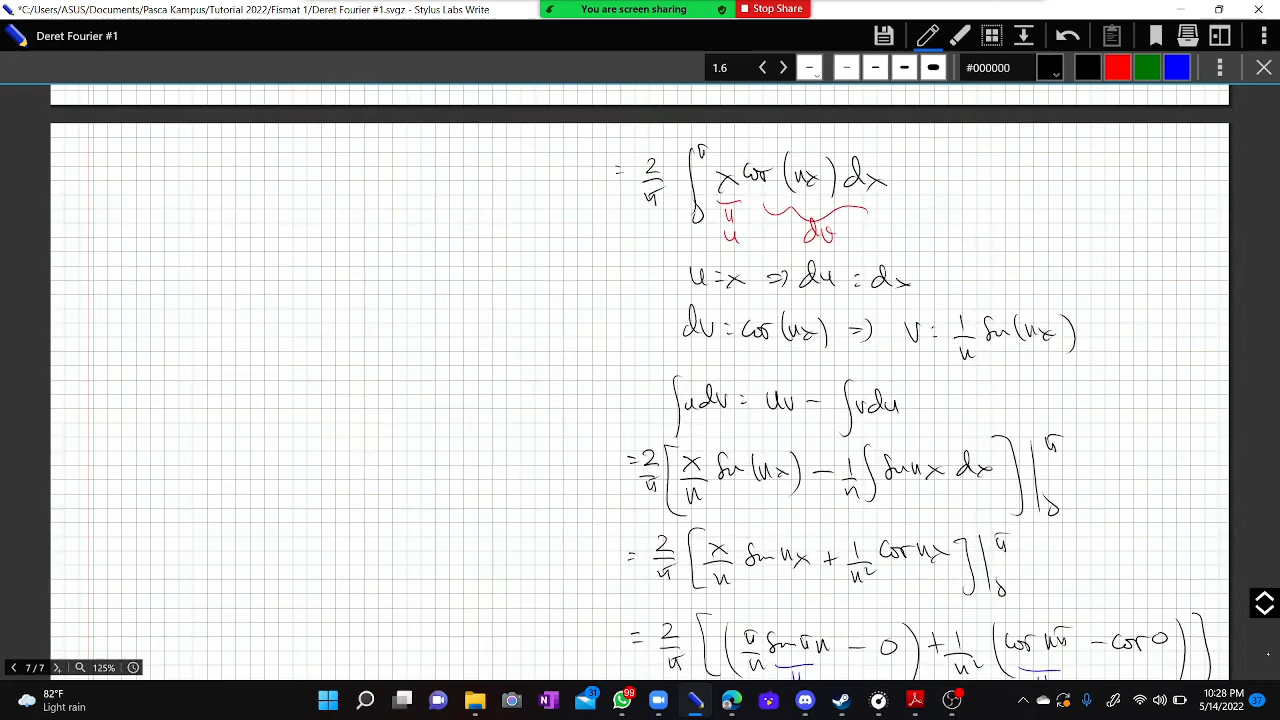 *C:/Users/ASUS/Documents/Pasca Kampus/Tutorial 2022/Fismat 1/Deret Fourier #1.svgz - Stylus Labs Write
You are screen sharing
Stop Share
Deret Fourier #1
1.6
#000000
= 2/π ∫₀^π x cos (nx) dx
u
dv
u = x ⇒ du = dx
dv = cos (nx) ⇒ v = 1/n sin (nx)
∫ u dv = uv - ∫ v du
= 2/π [ x/n sin (nx) - 1/n ∫ sin nx dx ] |₀^π
= 2/π [ x/n sin nx + 1/n² cos nx ] |₀^π
= 2/π [ ( π/n sin πn - 0 ) + 1/n² ( cos nπ - cos 0 ) ]
7/7
125%
82°F
Light rain
31
99
10:28 PM
5/14/2022
37